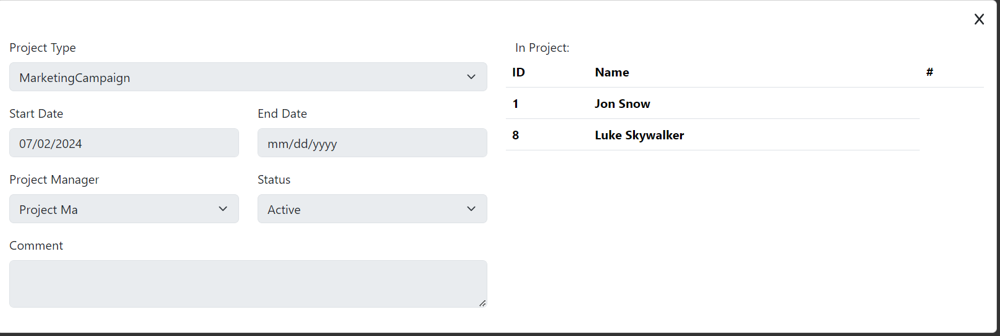 X
Project Type
MarketingCampaign
Start Date
End Date
07/02/2024
mm/dd/yyyy
Project Manager
Status
Project Ma
Active
Comment
In Project:
ID Name #
1 Jon Snow
8 Luke Skywalker